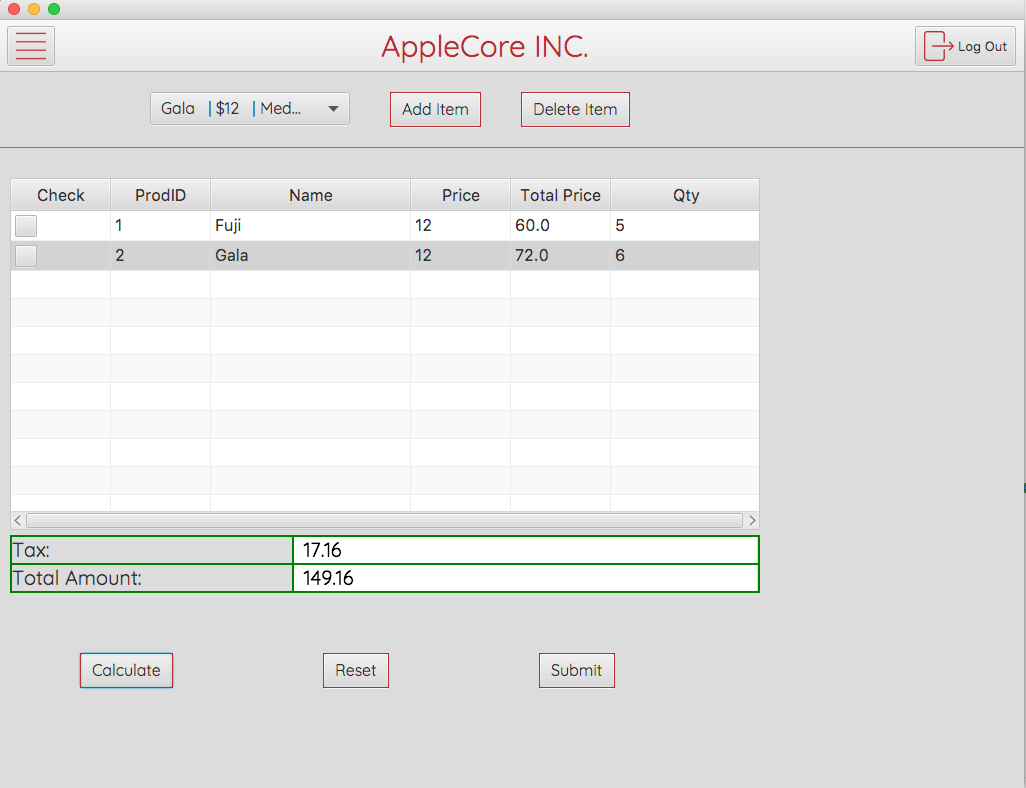 AppleCore INC.
Log Out
Gala | $12 | Med...
Add Item
Delete Item
Check ProdID Name Price Total Price Qty
1 Fuji 12 60.0 5
2 Gala 12 72.0 6
Tax: 17.16
Total Amount: 149.16
Calculate
Reset
Submit